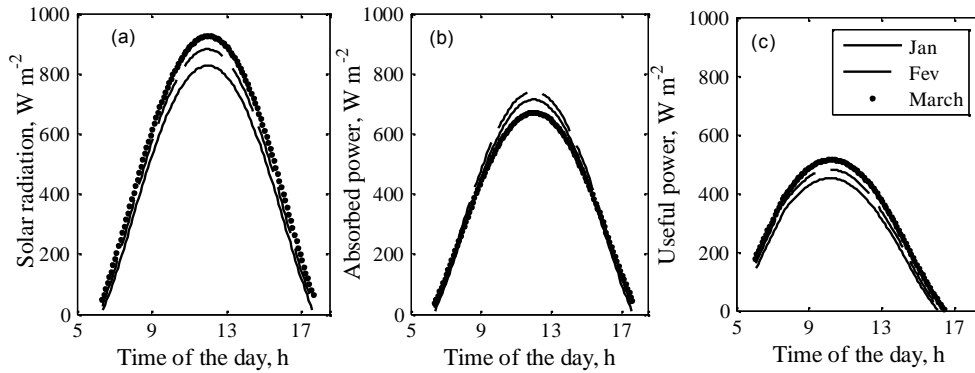 Solar radiation, W m-2
1000
800
600
400
200
0
(a)
5 9 13 17
Time of the day, h
Absorbed power, W m-2
1000
800
600
400
200
0
(b)
5 9 13 17
Time of the day, h
Useful power, W m-2
1000
800
600
400
200
0
(c)
Jan
Fev
March
5 9 13 17
Time of the day, h